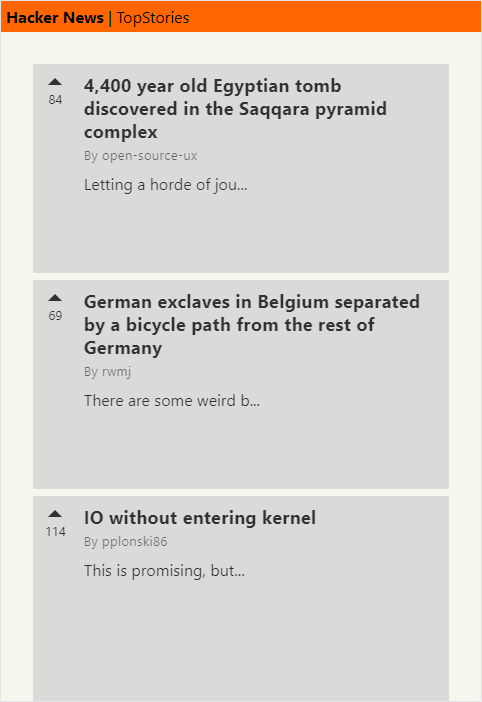 Hacker News | TopStories
84
4,400 year old Egyptian tomb
discovered in the Saqqara pyramid
complex
By open-source-ux
Letting a horde of jou...
69
German exclaves in Belgium separated
by a bicycle path from the rest of
Germany
By rwmj
There are some weird b...
114
IO without entering kernel
By pplonski86
This is promising, but...